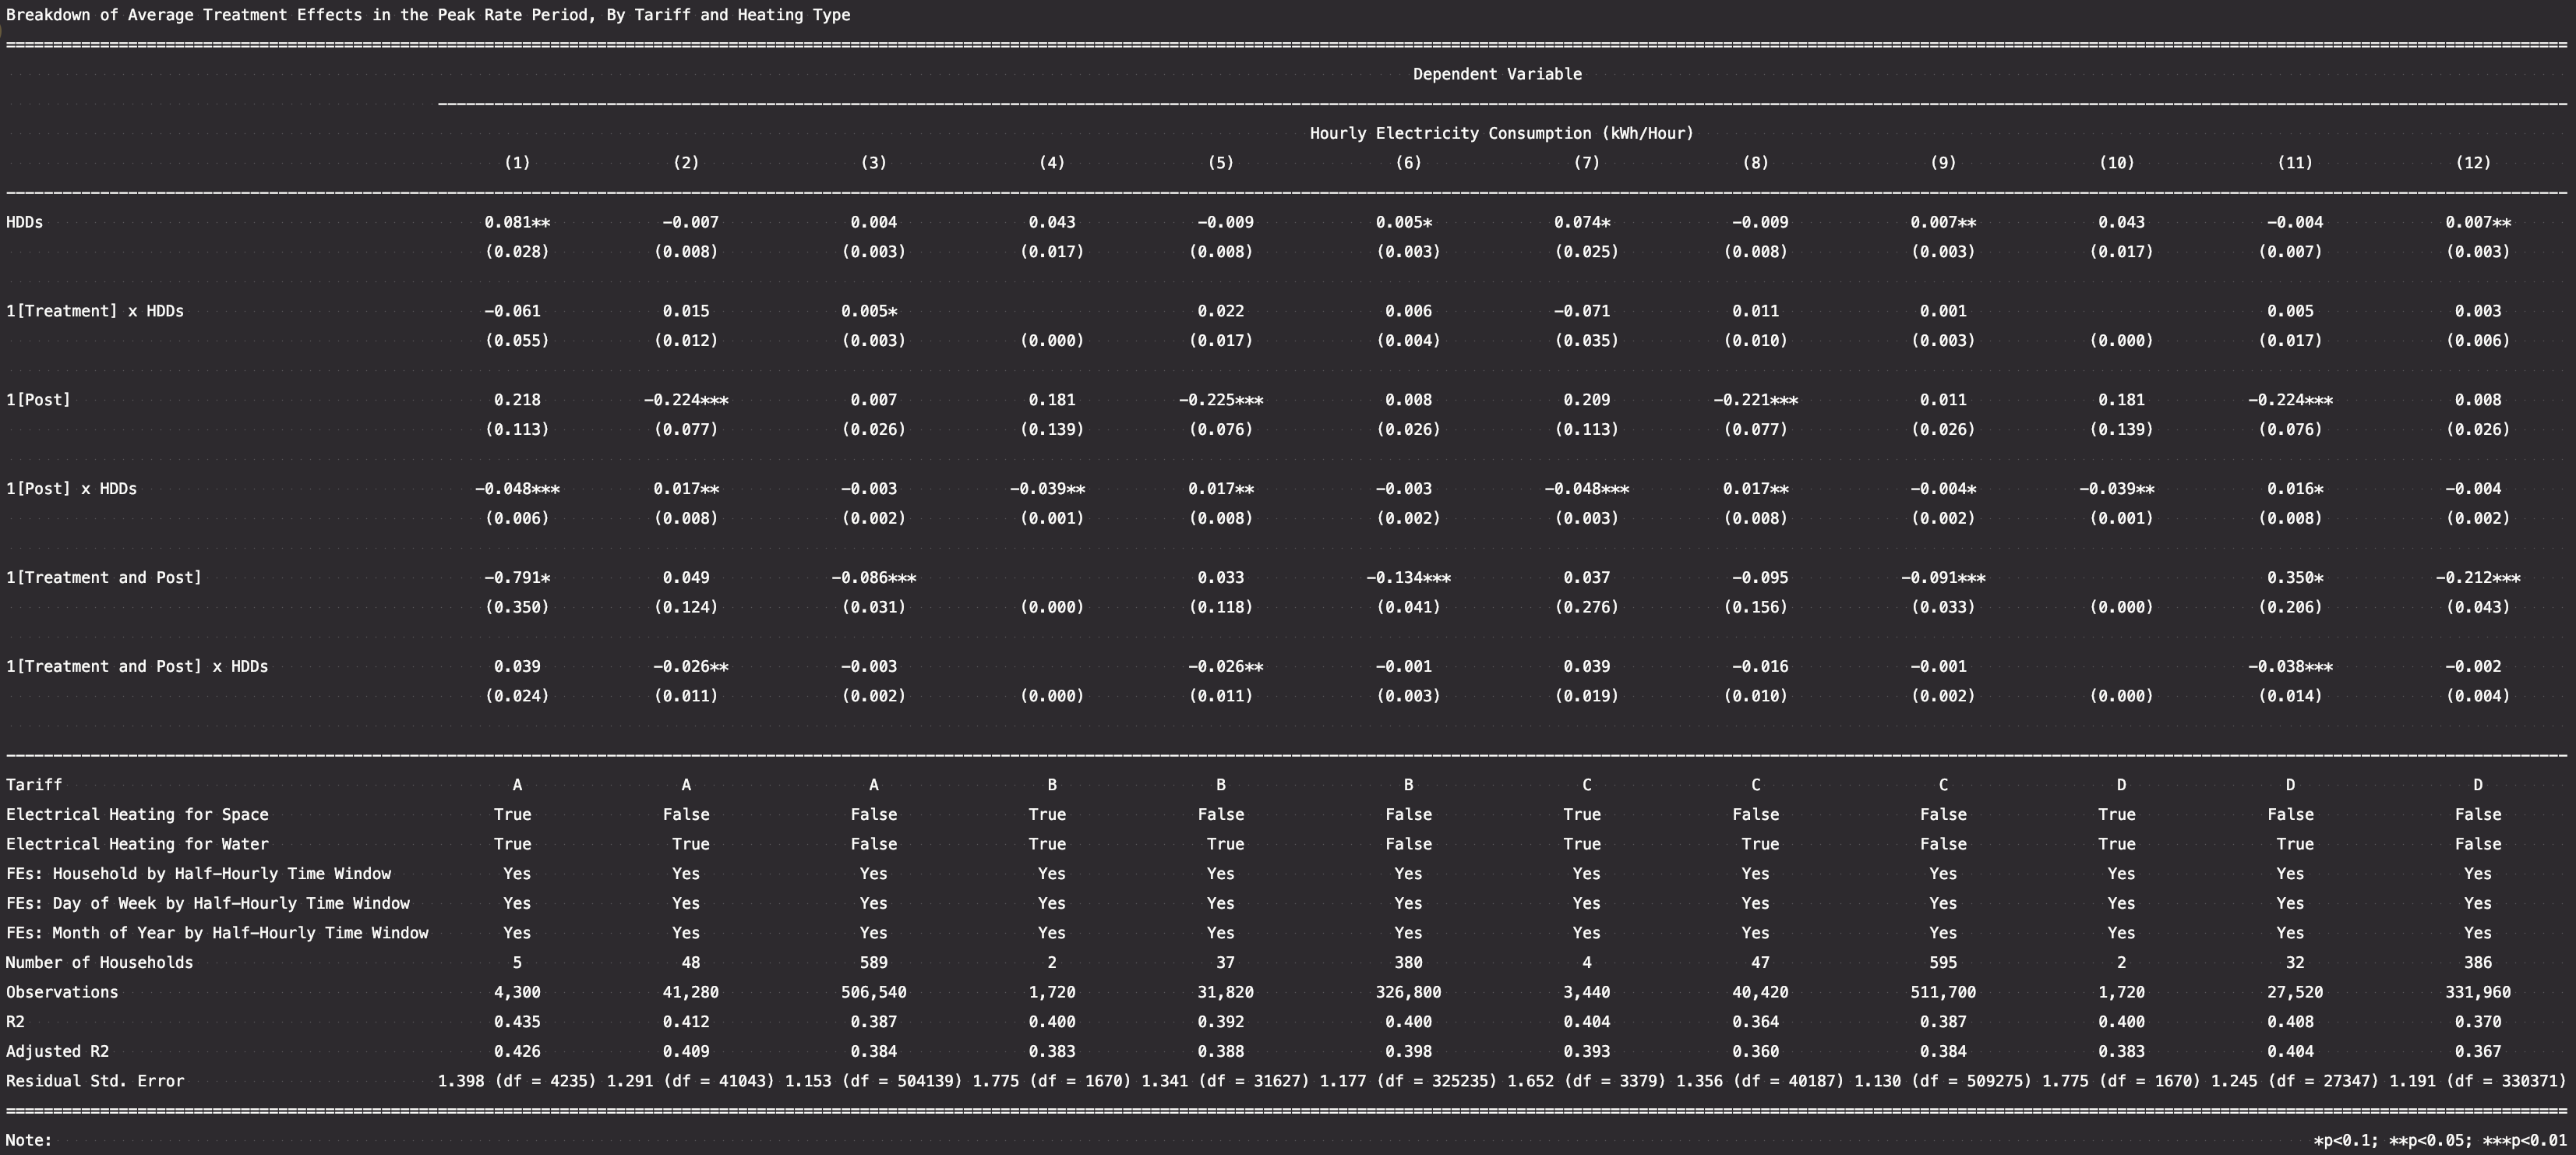 Breakdown of Average Treatment Effects in the Peak Rate Period, By Tariff and Heating Type
Dependent Variable
Hourly Electricity Consumption (kWh/Hour)
(1) (2) (3) (4) (5) (6) (7) (8) (9) (10) (11) (12)
HDDs 0.081** -0.007 0.004 0.043 -0.009 0.005* 0.074* -0.009 0.007** 0.043 -0.004 0.007**
(0.028) (0.008) (0.003) (0.017) (0.008) (0.003) (0.025) (0.008) (0.003) (0.017) (0.007) (0.003)
1[Treatment] x HDDs -0.061 0.015 0.005* 0.022 0.006 -0.071 0.011 0.001 0.005 0.003
(0.055) (0.012) (0.003) (0.000) (0.017) (0.004) (0.035) (0.010) (0.003) (0.000) (0.017) (0.006)
1[Post] 0.218 -0.224*** 0.007 0.181 -0.225*** 0.008 0.209 -0.221*** 0.011 0.181 -0.224*** 0.008
(0.113) (0.077) (0.026) (0.139) (0.076) (0.026) (0.113) (0.077) (0.026) (0.139) (0.076) (0.026)
1[Post] x HDDs -0.048*** 0.017** -0.003 -0.039** 0.017** -0.003 -0.048*** 0.017** -0.004* -0.039** 0.016* -0.004
(0.006) (0.008) (0.002) (0.001) (0.008) (0.002) (0.003) (0.008) (0.002) (0.001) (0.008) (0.002)
1[Treatment and Post] -0.791* 0.049 -0.086*** 0.033 -0.134*** 0.037 -0.095 -0.091*** 0.350* -0.212***
(0.350) (0.124) (0.031) (0.000) (0.118) (0.041) (0.276) (0.156) (0.033) (0.000) (0.206) (0.043)
1[Treatment and Post] x HDDs 0.039 -0.026** -0.003 -0.026** -0.001 0.039 -0.016 -0.001 -0.038*** -0.002
(0.024) (0.011) (0.002) (0.000) (0.011) (0.003) (0.019) (0.010) (0.002) (0.000) (0.014) (0.004)
Tariff A A A B B B C C C D D D
Electrical Heating for Space True False False True False False True False False True False False
Electrical Heating for Water True True False True True False True True False True True False
FEs: Household by Half-Hourly Time Window Yes Yes Yes Yes Yes Yes Yes Yes Yes Yes Yes Yes
FEs: Day of Week by Half-Hourly Time Window Yes Yes Yes Yes Yes Yes Yes Yes Yes Yes Yes Yes
FEs: Month of Year by Half-Hourly Time Window Yes Yes Yes Yes Yes Yes Yes Yes Yes Yes Yes Yes
Number of Households 5 48 589 2 37 380 4 47 595 2 32 386
Observations 4,300 41,280 506,540 1,720 31,820 326,800 3,440 40,420 511,700 1,720 27,520 331,960
R2 0.435 0.412 0.387 0.400 0.392 0.400 0.404 0.364 0.387 0.400 0.408 0.370
Adjusted R2 0.426 0.409 0.384 0.383 0.388 0.398 0.393 0.360 0.384 0.383 0.404 0.367
Residual Std. Error 1.398 (df = 4235) 1.291 (df = 41043) 1.153 (df = 504139) 1.775 (df = 1670) 1.341 (df = 31627) 1.177 (df = 325235) 1.652 (df = 3379) 1.356 (df = 40187) 1.130 (df = 509275) 1.775 (df = 1670) 1.245 (df = 27347) 1.191 (df = 330371)
Note: *p<0.1; **p<0.05; ***p<0.01